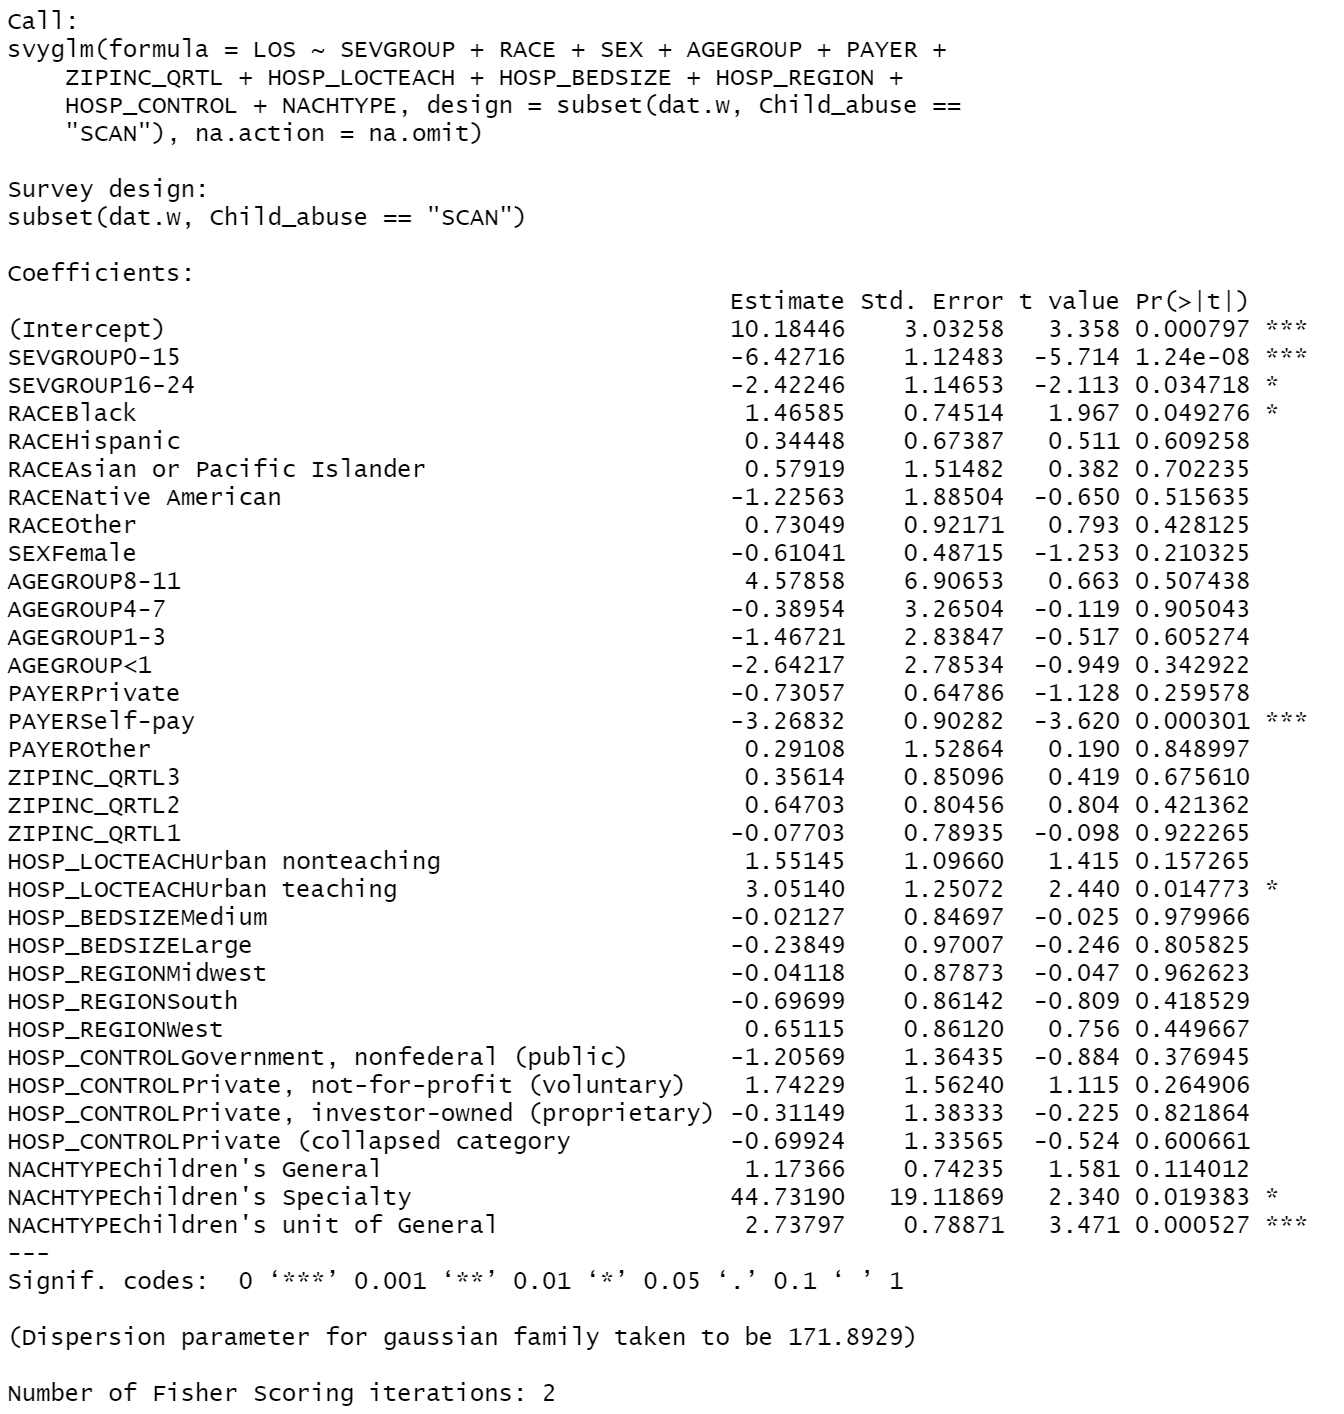 Call:
svyglm(formula = LOS ~ SEVGROUP + RACE + SEX + AGEGROUP + PAYER +
    ZIPINC_QRTL + HOSP_LOCTEACH + HOSP_BEDSIZE + HOSP_REGION +
    HOSP_CONTROL + NACHTYPE, design = subset(dat.w, Child_abuse ==
    "SCAN"), na.action = na.omit)

Survey design:
subset(dat.w, Child_abuse == "SCAN")

Coefficients:
                                                  Estimate Std. Error t value Pr(>|t|)
(Intercept)                                       10.18446    3.03258   3.358 0.000797 ***
SEVGROUP0-15                                      -6.42716    1.12483  -5.714 1.24e-08 ***
SEVGROUP16-24                                     -2.42246    1.14653  -2.113 0.034718 *
RACEBlack                                          1.46585    0.74514   1.967 0.049276 *
RACEHispanic                                       0.34448    0.67387   0.511 0.609258
RACEAsian or Pacific Islander                      0.57919    1.51482   0.382 0.702235
RACENative American                               -1.22563    1.88504  -0.650 0.515635
RACEOther                                          0.73049    0.92171   0.793 0.428125
SEXFemale                                         -0.61041    0.48715  -1.253 0.210325
AGEGROUP8-11                                       4.57858    6.90653   0.663 0.507438
AGEGROUP4-7                                       -0.38954    3.26504  -0.119 0.905043
AGEGROUP1-3                                       -1.46721    2.83847  -0.517 0.605274
AGEGROUP<1                                        -2.64217    2.78534  -0.949 0.342922
PAYERPrivate                                      -0.73057    0.64786  -1.128 0.259578
PAYERSelf-pay                                     -3.26832    0.90282  -3.620 0.000301 ***
PAYEROther                                         0.29108    1.52864   0.190 0.848997
ZIPINC_QRTL3                                       0.35614    0.85096   0.419 0.675610
ZIPINC_QRTL2                                       0.64703    0.80456   0.804 0.421362
ZIPINC_QRTL1                                      -0.07703    0.78935  -0.098 0.922265
HOSP_LOCTEACHUrban nonteaching                     1.55145    1.09660   1.415 0.157265
HOSP_LOCTEACHUrban teaching                        3.05140    1.25072   2.440 0.014773 *
HOSP_BEDSIZEMedium                                -0.02127    0.84697  -0.025 0.979966
HOSP_BEDSIZELarge                                 -0.23849    0.97007  -0.246 0.805825
HOSP_REGIONMidwest                                -0.04118    0.87873  -0.047 0.962623
HOSP_REGIONSouth                                  -0.69699    0.86142  -0.809 0.418529
HOSP_REGIONWest                                    0.65115    0.86120   0.756 0.449667
HOSP_CONTROLGovernment, nonfederal (public)       -1.20569    1.36435  -0.884 0.376945
HOSP_CONTROLPrivate, not-for-profit (voluntary)    1.74229    1.56240   1.115 0.264906
HOSP_CONTROLPrivate, investor-owned (proprietary) -0.31149    1.38333  -0.225 0.821864
HOSP_CONTROLPrivate (collapsed category           -0.69924    1.33565  -0.524 0.600661
NACHTYPEChildren's General                         1.17366    0.74235   1.581 0.114012
NACHTYPEChildren's Specialty                      44.73190   19.11869   2.340 0.019383 *
NACHTYPEChildren's unit of General                 2.73797    0.78871   3.471 0.000527 ***
---
Signif. codes:  0 ‘***’ 0.001 ‘**’ 0.01 ‘*’ 0.05 ‘.’ 0.1 ‘ ’ 1

(Dispersion parameter for gaussian family taken to be 171.8929)

Number of Fisher Scoring iterations: 2